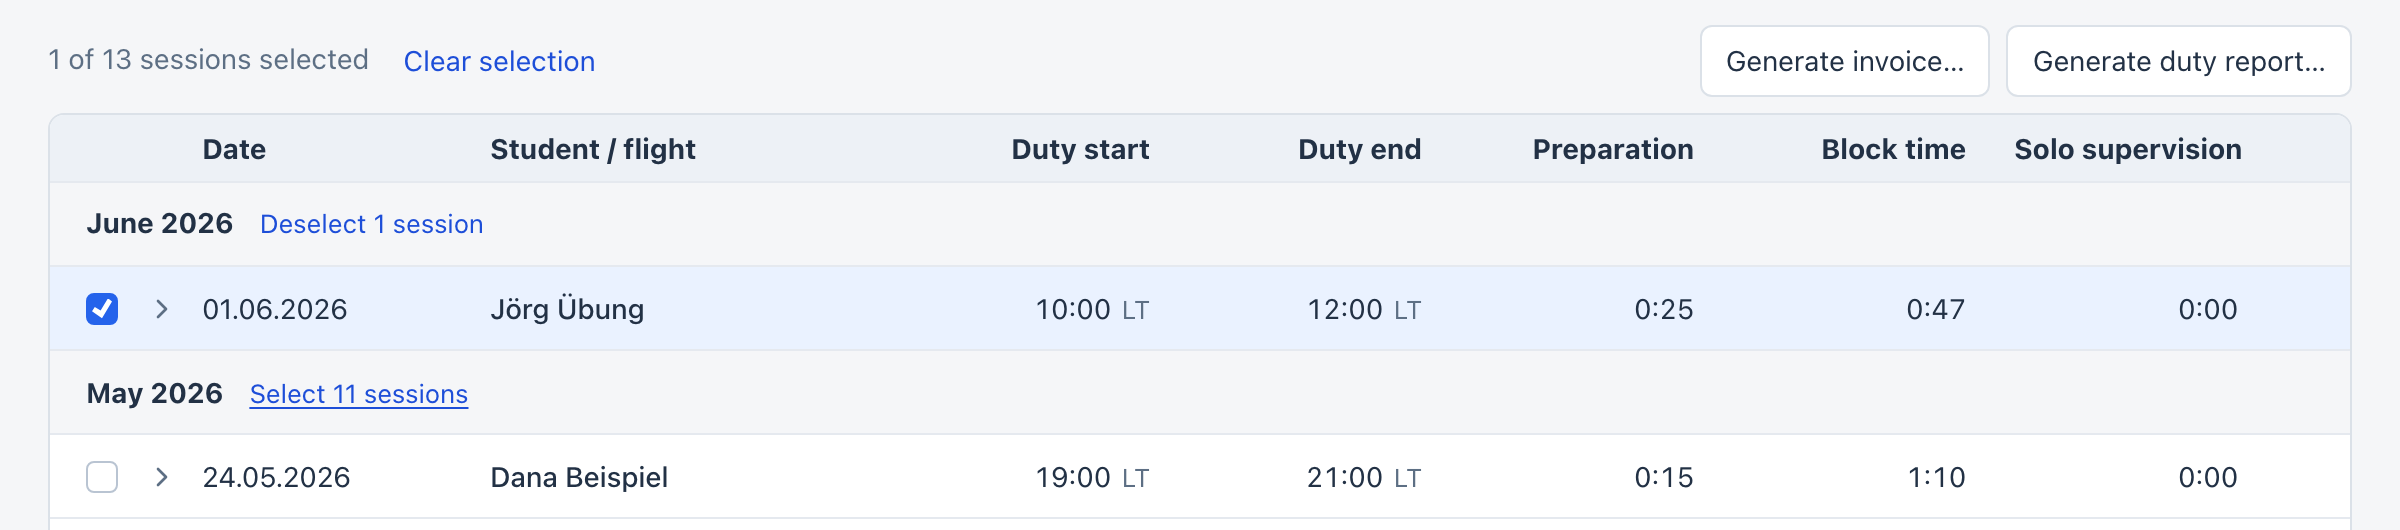 1 of 13 sessions selected Clear selection Generate invoice... Generate duty report...
Date Student / flight Duty start Duty end Preparation Block time Solo supervision
June 2026 Deselect 1 session
01.06.2026 Jörg Übung 10:00 LT 12:00 LT 0:25 0:47 0:00
May 2026 Select 11 sessions
24.05.2026 Dana Beispiel 19:00 LT 21:00 LT 0:15 1:10 0:00